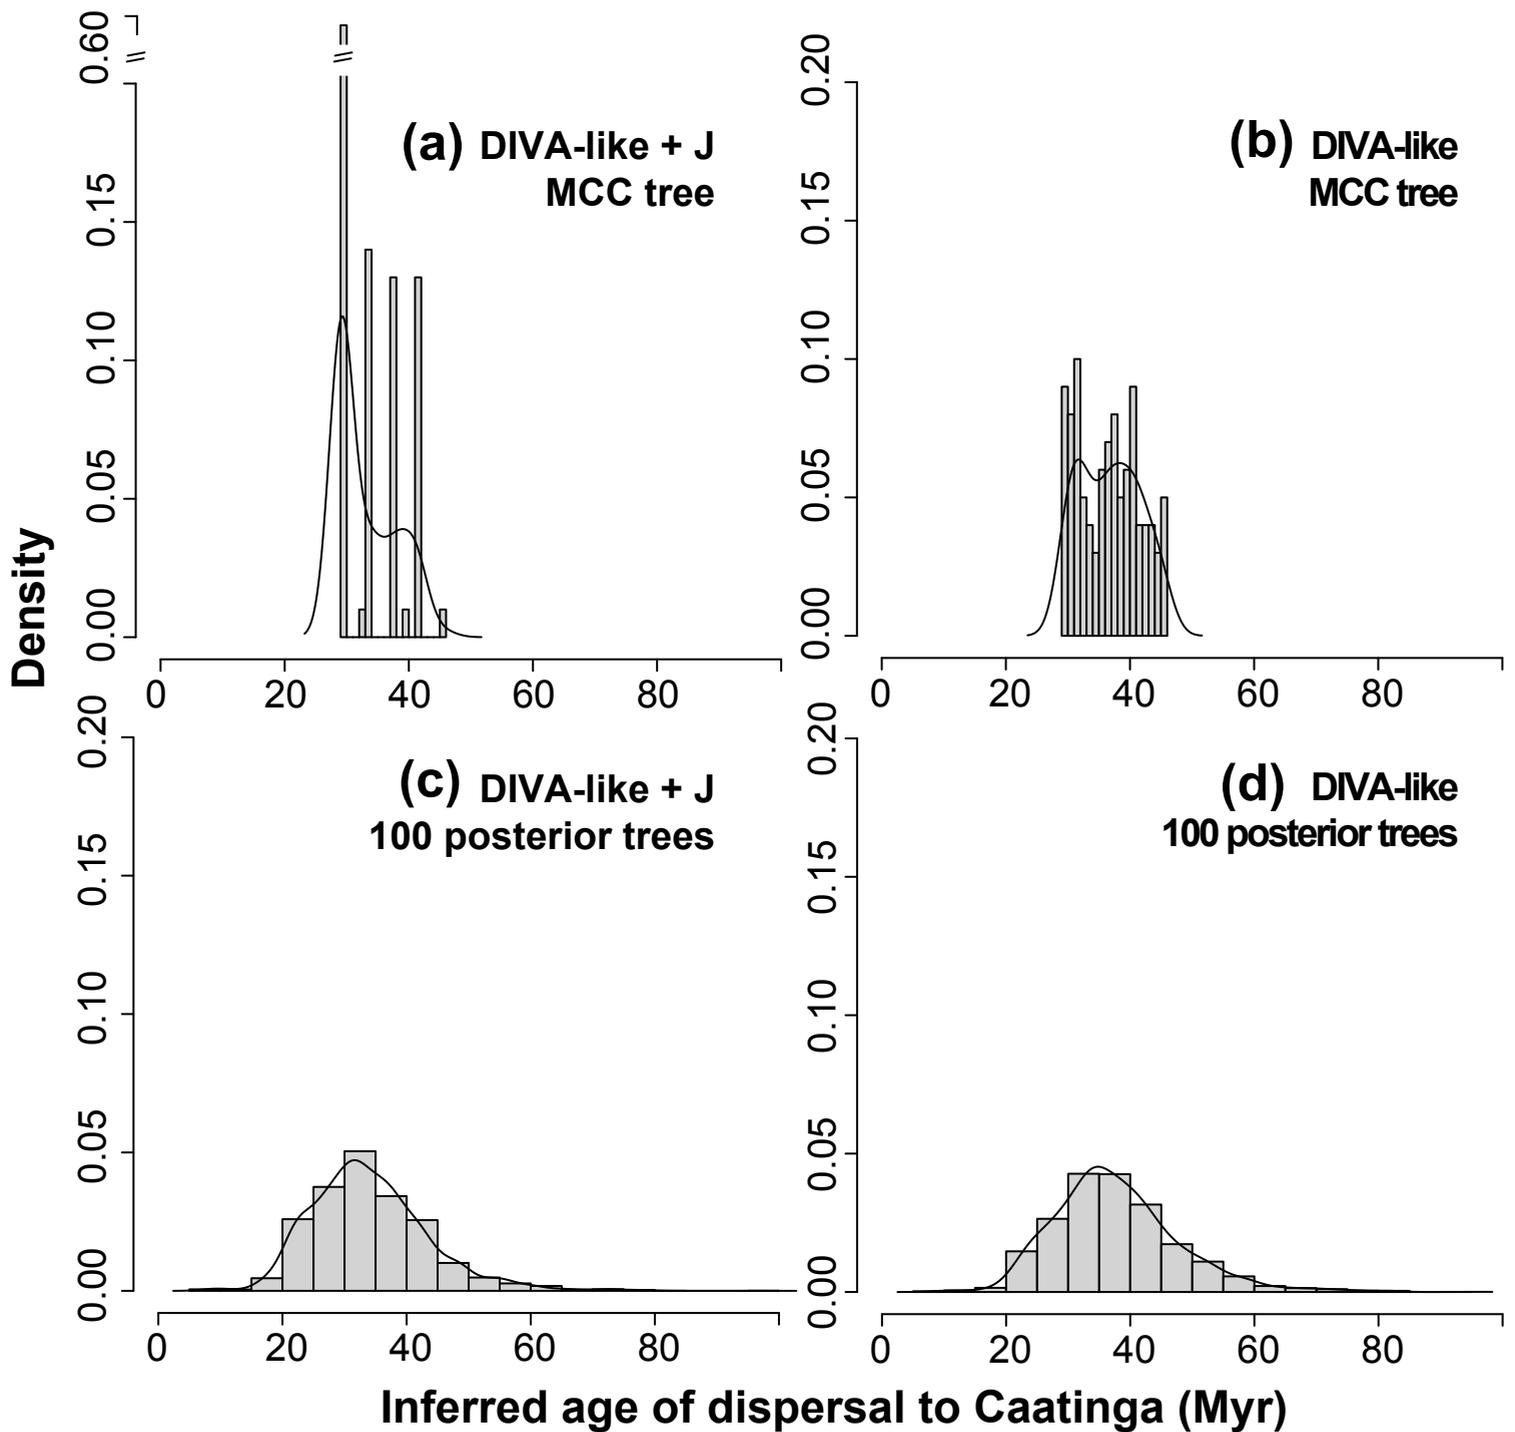 Density
0.60
0.15
0.10
0.05
0.00
(a) DIVA-like + J
MCC tree
0 20 40 60 80
0.20
0.15
0.10
0.05
0.00
(b) DIVA-like
MCC tree
0 20 40 60 80
0.20
0.15
0.10
0.05
0.00
(c) DIVA-like + J
100 posterior trees
0 20 40 60 80
0.20
0.15
0.10
0.05
0.00
(d) DIVA-like
100 posterior trees
0 20 40 60 80
Inferred age of dispersal to Caatinga (Myr)